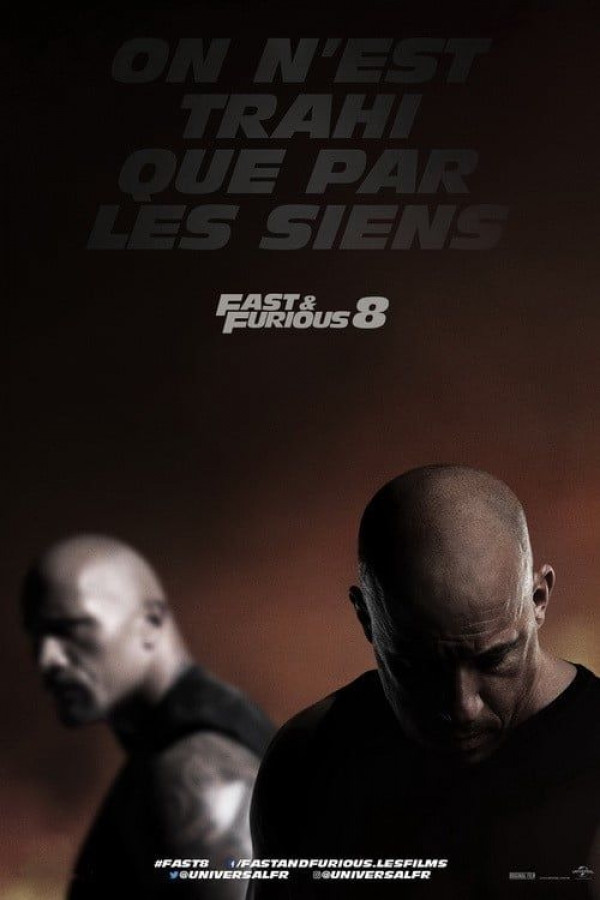 ON N'EST
TRAHI
QUE PAR
LES SIENS
FAST &
FURIOUS 8
#FAST8 f/FASTANDFURIOUS.LESFILMS
@UNIVERSALFR @UNIVERSALFR